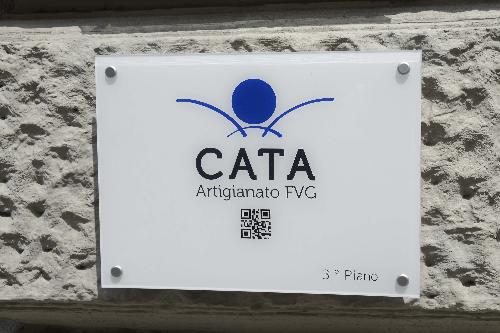 CATA
Artigianato FVG
3° Piano